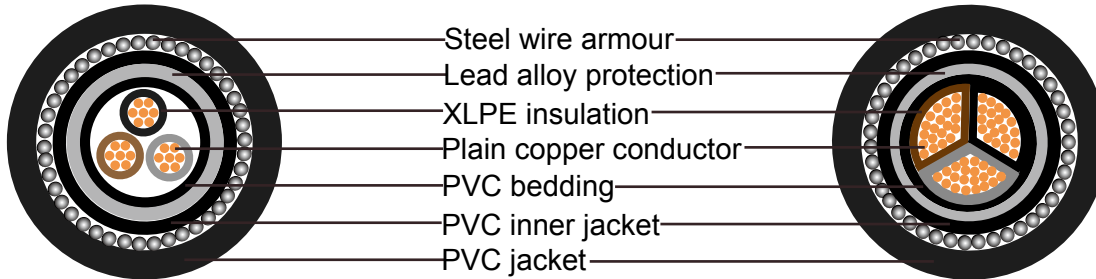 Steel wire armour
Lead alloy protection
XLPE insulation
Plain copper conductor
PVC bedding
PVC inner jacket
PVC jacket